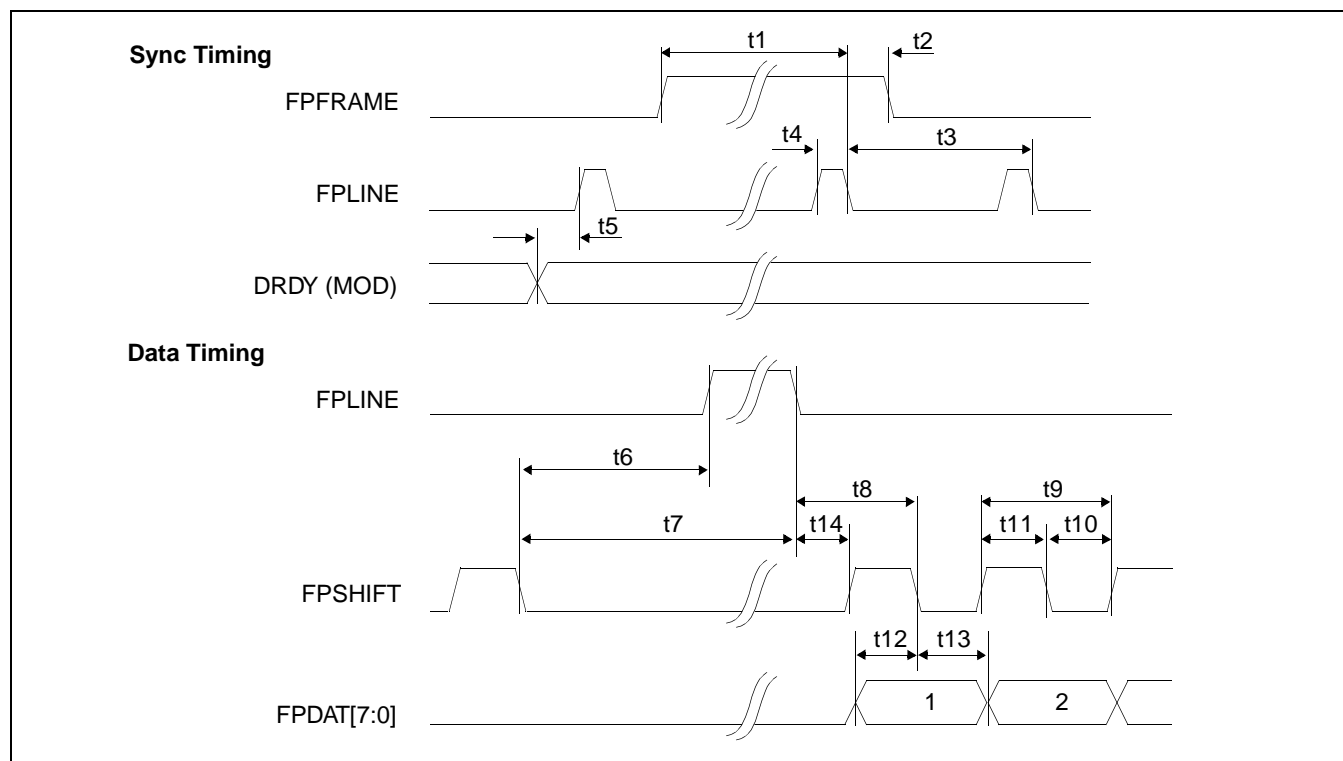 Sync Timing
t1
t2
FPFRAME
t4
t3
FPLINE
t5
DRDY (MOD)
Data Timing
FPLINE
t6
t8
t9
t7
t14
t11
t10
FPSHIFT
t12
t13
FPDAT[7:0]
1
2